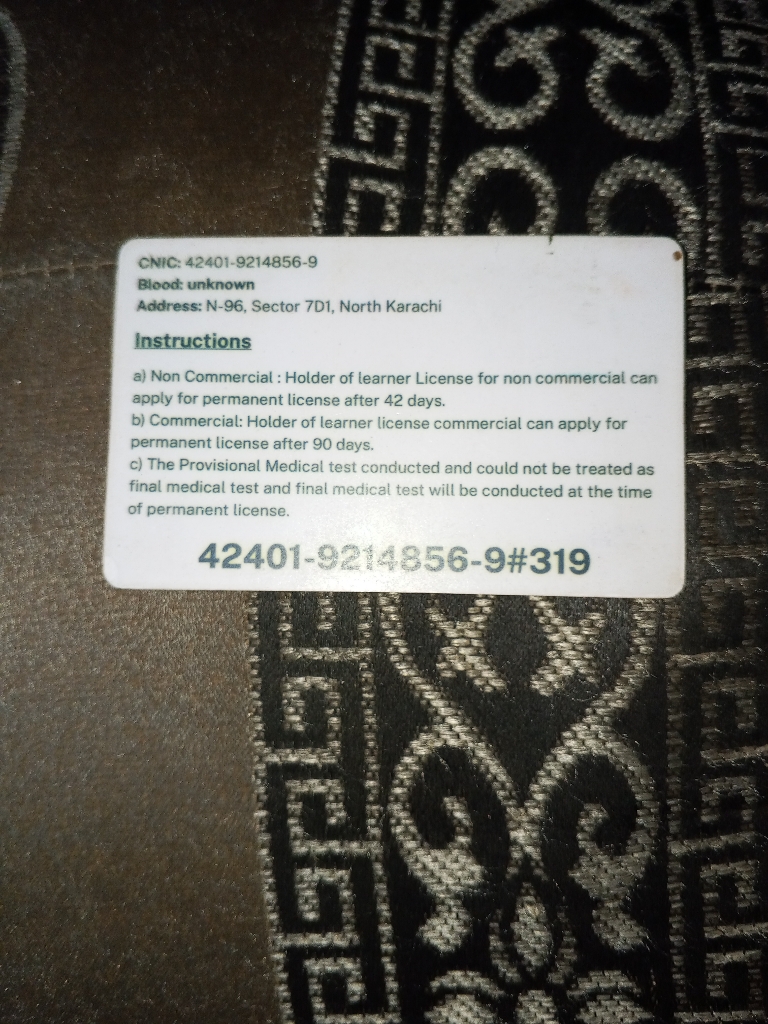 CNIC: 42401-9214856-9
Blood: unknown
Address: N-96, Sector 7D1, North Karachi
Instructions
a) Non Commercial : Holder of learner License for non commercial can
apply for permanent license after 42 days.
b) Commercial: Holder of learner license commercial can apply for
permanent license after 90 days.
c) The Provisional Medical test conducted and could not be treated as
final medical test and final medical test will be conducted at the time
of permanent license.
42401-9214856-9#319